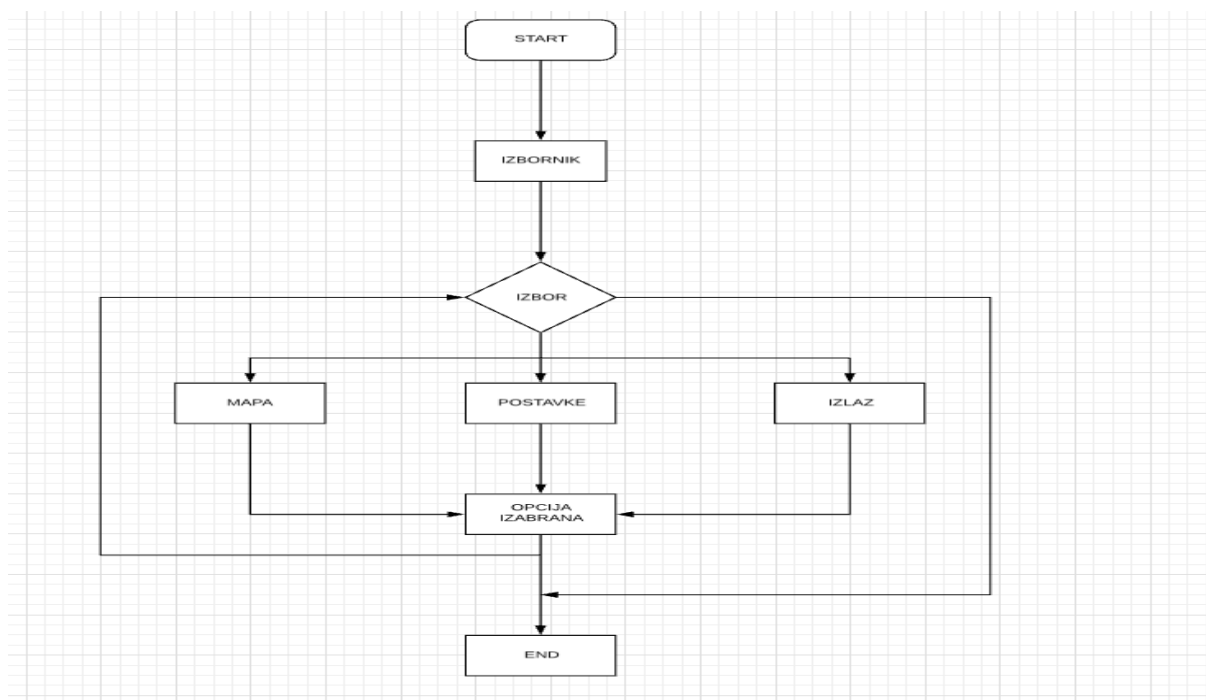 START
IZBORNIK
IZBOR
MAPA
POSTAVKE
IZLAZ
OPCIJA
IZABRANA
END